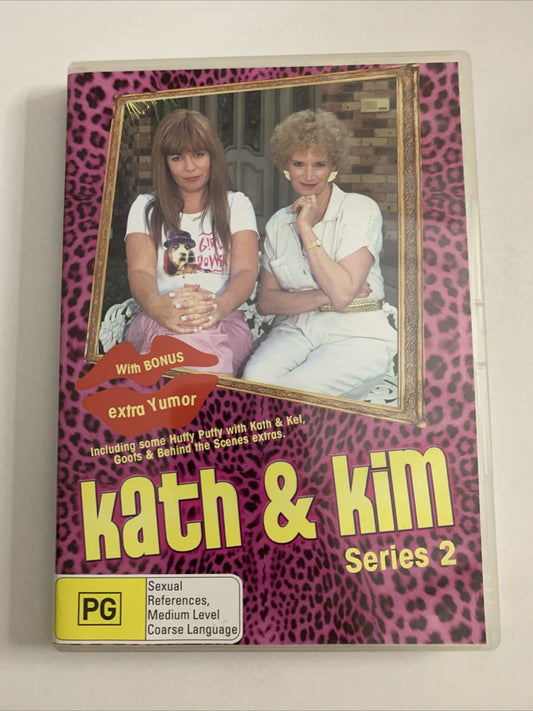 GIRL
POWER
With BONUS
extra Yumor
Including some Huffy Puffy with Kath & Kel,
Goofs & Behind the Scenes extras.
kath & kim
Series 2
PG
Sexual
References,
Medium Level
Coarse Language